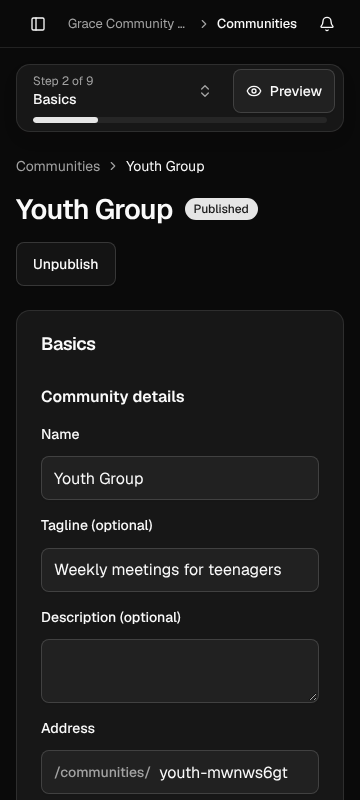 Grace Community ... > Communities
Step 2 of 9
Basics
Preview
Communities > Youth Group
Youth Group Published
Unpublish
Basics
Community details
Name
Youth Group
Tagline (optional)
Weekly meetings for teenagers
Description (optional)
Address
/communities/ youth-mwnws6gt